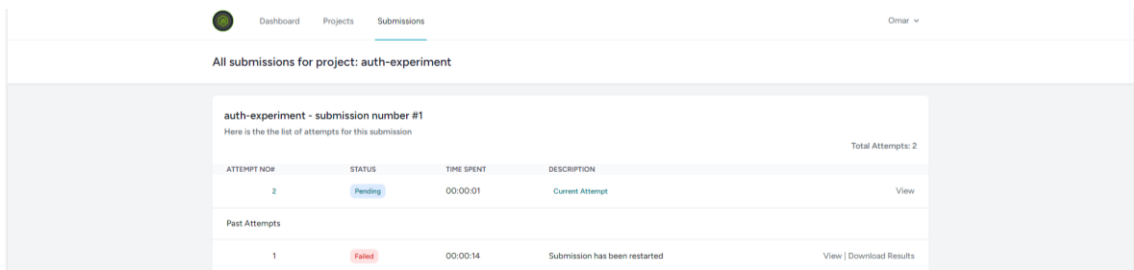 Dashboard Projects Submissions Omar
All submissions for project: auth-experiment
auth-experiment - submission number #1
Here is the the list of attempts for this submission
Total Attempts: 2
ATTEMPT NO# STATUS TIME SPENT DESCRIPTION
2 Pending 00:00:01 Current Attempt View
Past Attempts
1 Failed 00:00:14 Submission has been restarted View | Download Results